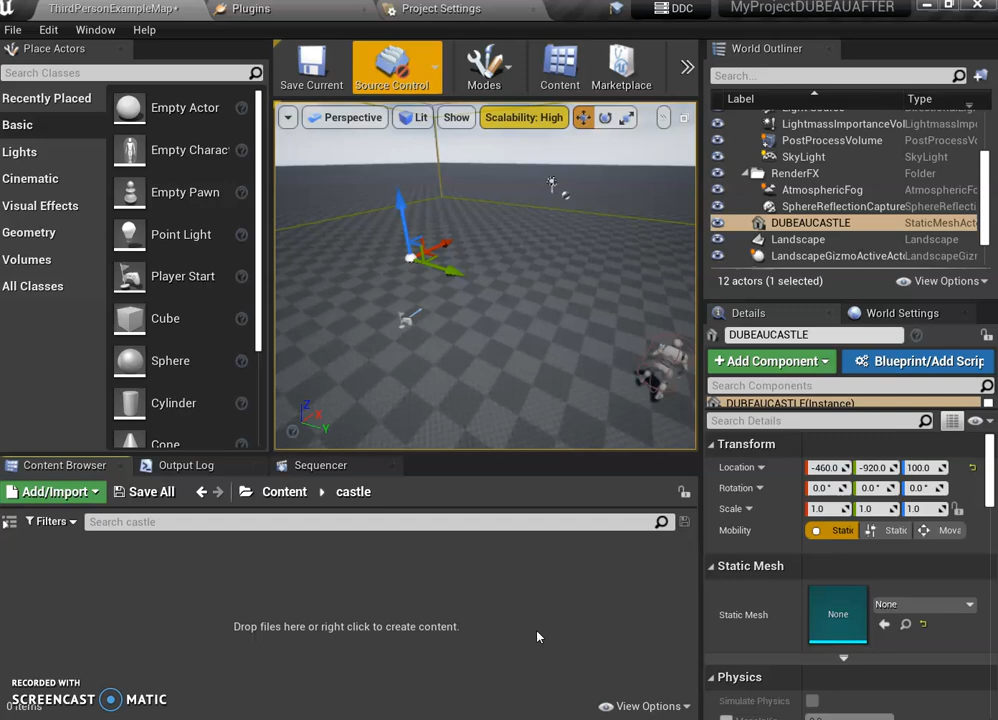 ThirdPersonExampleMap*
Plugins
Project Settings
DDC
MyProjectDUBEAUAFTER
File
Edit
Window
Help
Place Actors
Search Classes
Recently Placed
Basic
Lights
Cinematic
Visual Effects
Geometry
Volumes
All Classes
Empty Actor
Empty Charac
Empty Pawn
Point Light
Player Start
Cube
Sphere
Cylinder
Cone
Save Current
Source Control
Modes
Content
Marketplace
Perspective
Lit
Show
Scalability: High
Z
X
Y
World Outliner
Search...
Label
Type
Light Source
LightmassImportanceVol
LightmassImpo
PostProcessVolume
PostProcessVo
SkyLight
SkyLight
RenderFX
Folder
AtmosphericFog
AtmosphericFo
SphereReflectionCapture
SphereReflecti
DUBEAUCASTLE
StaticMeshAct
Landscape
Landscape
LandscapeGizmoActiveAct
LandscapeGizr
12 actors (1 selected)
View Options
Details
World Settings
DUBEAUCASTLE
+ Add Component
Blueprint/Add Scrip
Search Components
DUBEAUCASTLE(Instance)
Search Details
Transform
Location
-460.0
-920.0
100.0
Rotation
0.0 °
0.0 °
0.0 °
Scale
1.0
1.0
1.0
Mobility
Static
Static
Mova
Static Mesh
Static Mesh
None
None
Physics
Simulate Physics
Content Browser
Output Log
Sequencer
Add/Import
Save All
Content
castle
Filters
Search castle
Drop files here or right click to create content.
RECORDED WITH
SCREENCAST MATIC
0 items
View Options